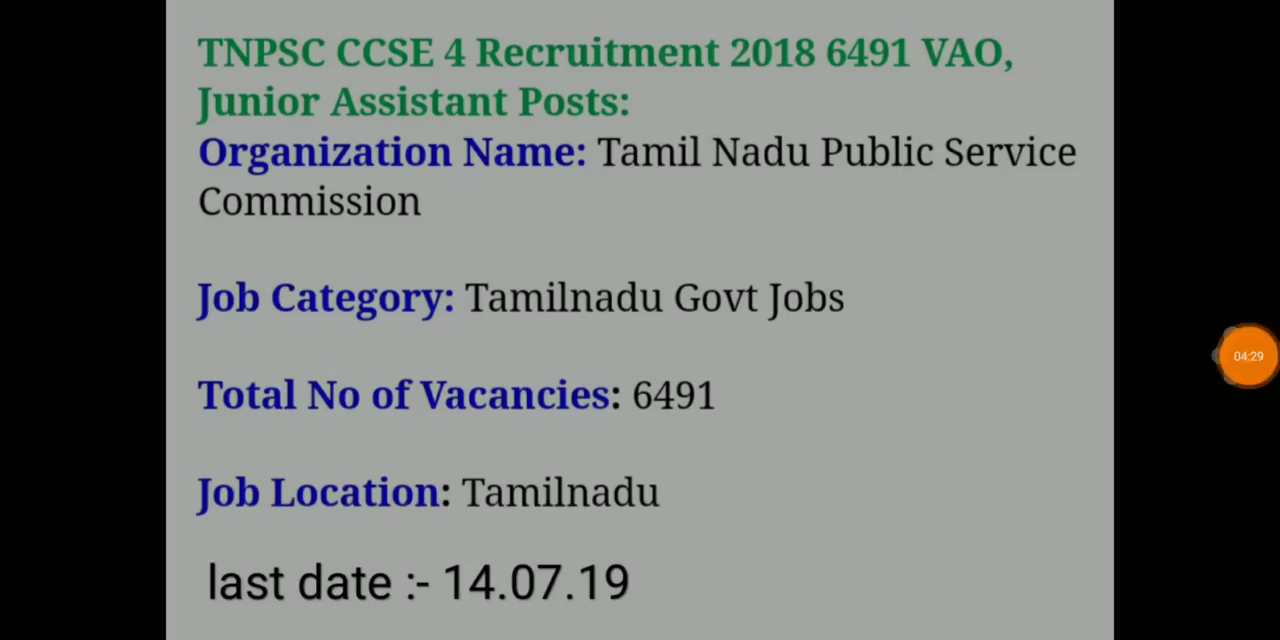 TNPSC CCSE 4 Recruitment 2018 6491 VAO,
Junior Assistant Posts:
Organization Name: Tamil Nadu Public Service
Commission
Job Category: Tamilnadu Govt Jobs
04:29
Total No of Vacancies: 6491
Job Location: Tamilnadu
last date :- 14.07.19